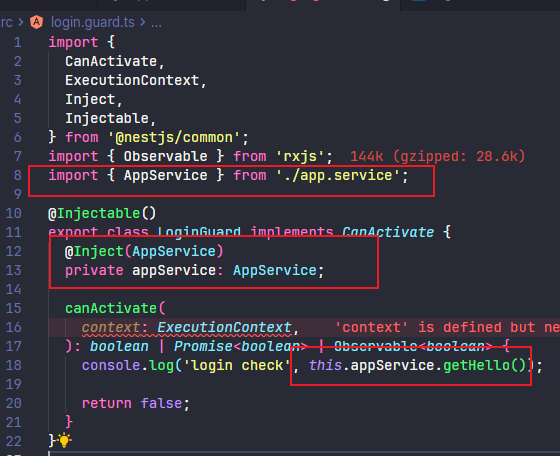 rc > login.guard.ts > ...
1 import {
2 CanActivate,
3 ExecutionContext,
4 Inject,
5 Injectable,
6 } from '@nestjs/common';
7 import { Observable } from 'rxjs'; 144k (gzipped: 28.6k)
8 import { AppService } from './app.service';
9
10 @Injectable()
11 export class LoginGuard implements CanActivate {
12 @Inject(AppService)
13 private appService: AppService;
14
15 canActivate(
16 context: ExecutionContext, 'context' is defined but ne
17 ): boolean | Promise<boolean> | Observable<boolean> {
18 console.log('login check', this.appService.getHello());
19
20 return false;
21 }
22 }